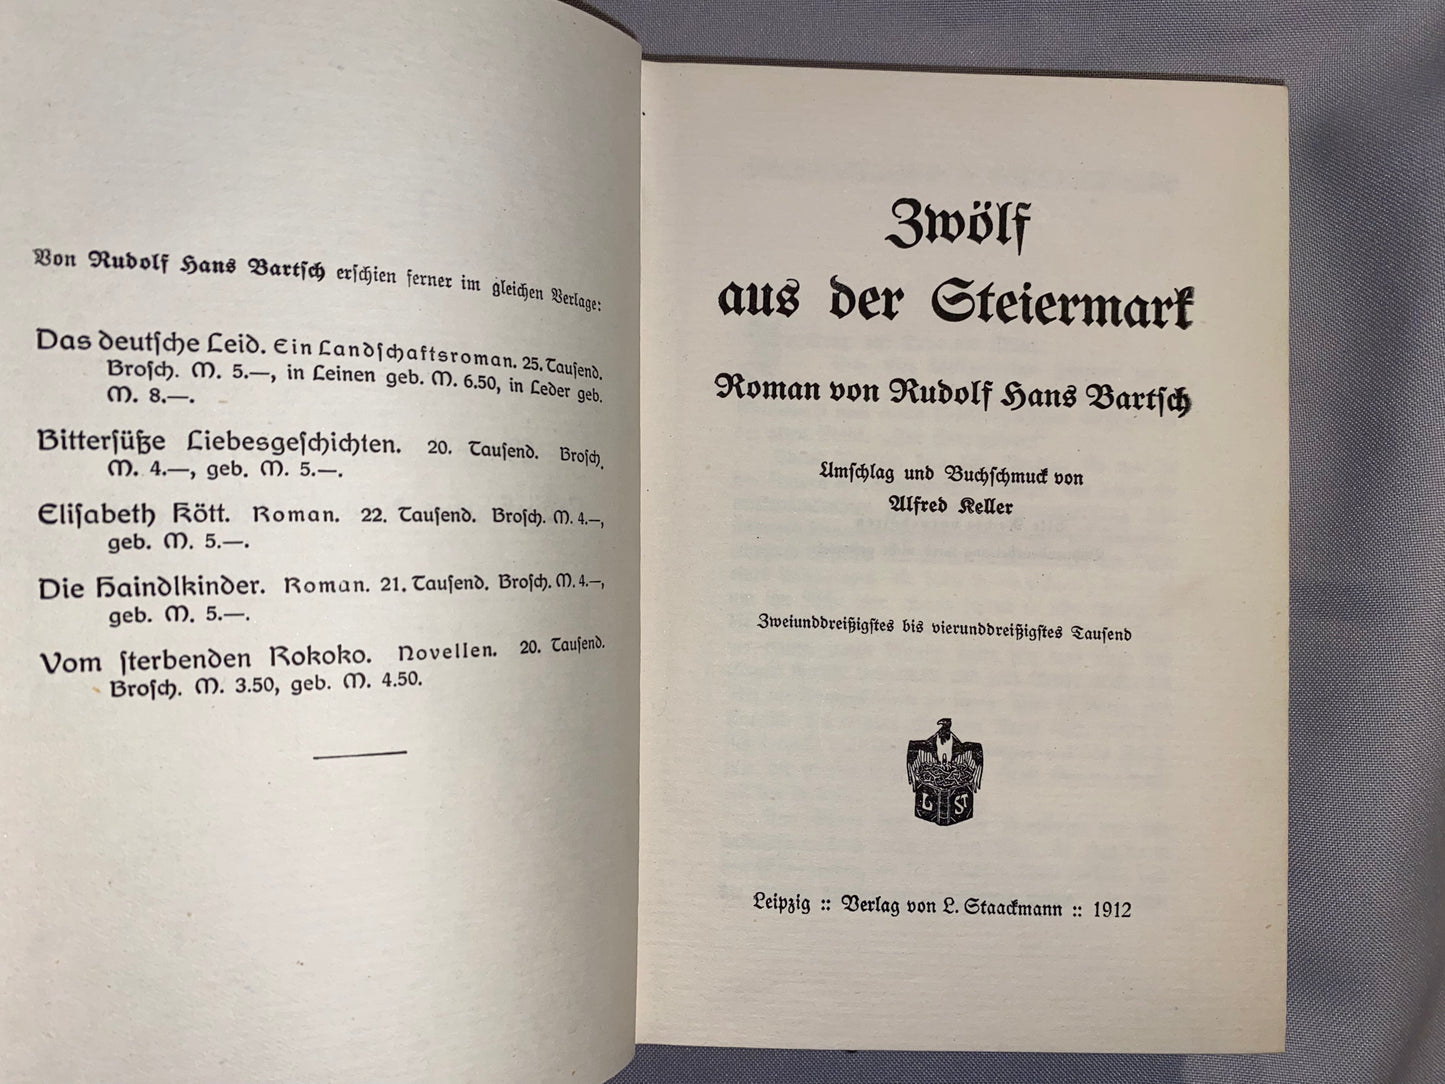 Von Rudolf Hans Bartſch erſchien ferner im gleichen Verlage:
Das deutſche Leid. Ein Landſchaftsroman. 25. Tauſend.
Broſch. M. 5.—, in Leinen geb. M. 6.50, in Leder geb.
M. 8.—.
Bitterſüße Liebesgeſchichten. 20. Tauſend. Broſch.
M. 4.—, geb. M. 5.—.
Eliſabeth Kött. Roman. 22. Tauſend. Broſch. M. 4.—,
geb. M. 5.—.
Die Haindlkinder. Roman. 21. Tauſend. Broſch. M. 4.—,
geb. M. 5.—.
Vom ſterbenden Rokoko. Novellen. 20. Tauſend.
Broſch. M. 3.50, geb. M. 4.50.
Zwölf
aus der Steiermark
Roman von Rudolf Hans Bartſch
Umſchlag und Buchſchmuck von
Alfred Keller
Zweiunddreißigſtes bis vierunddreißigſtes Tauſend
L ST
Leipzig :: Verlag von L. Staackmann :: 1912